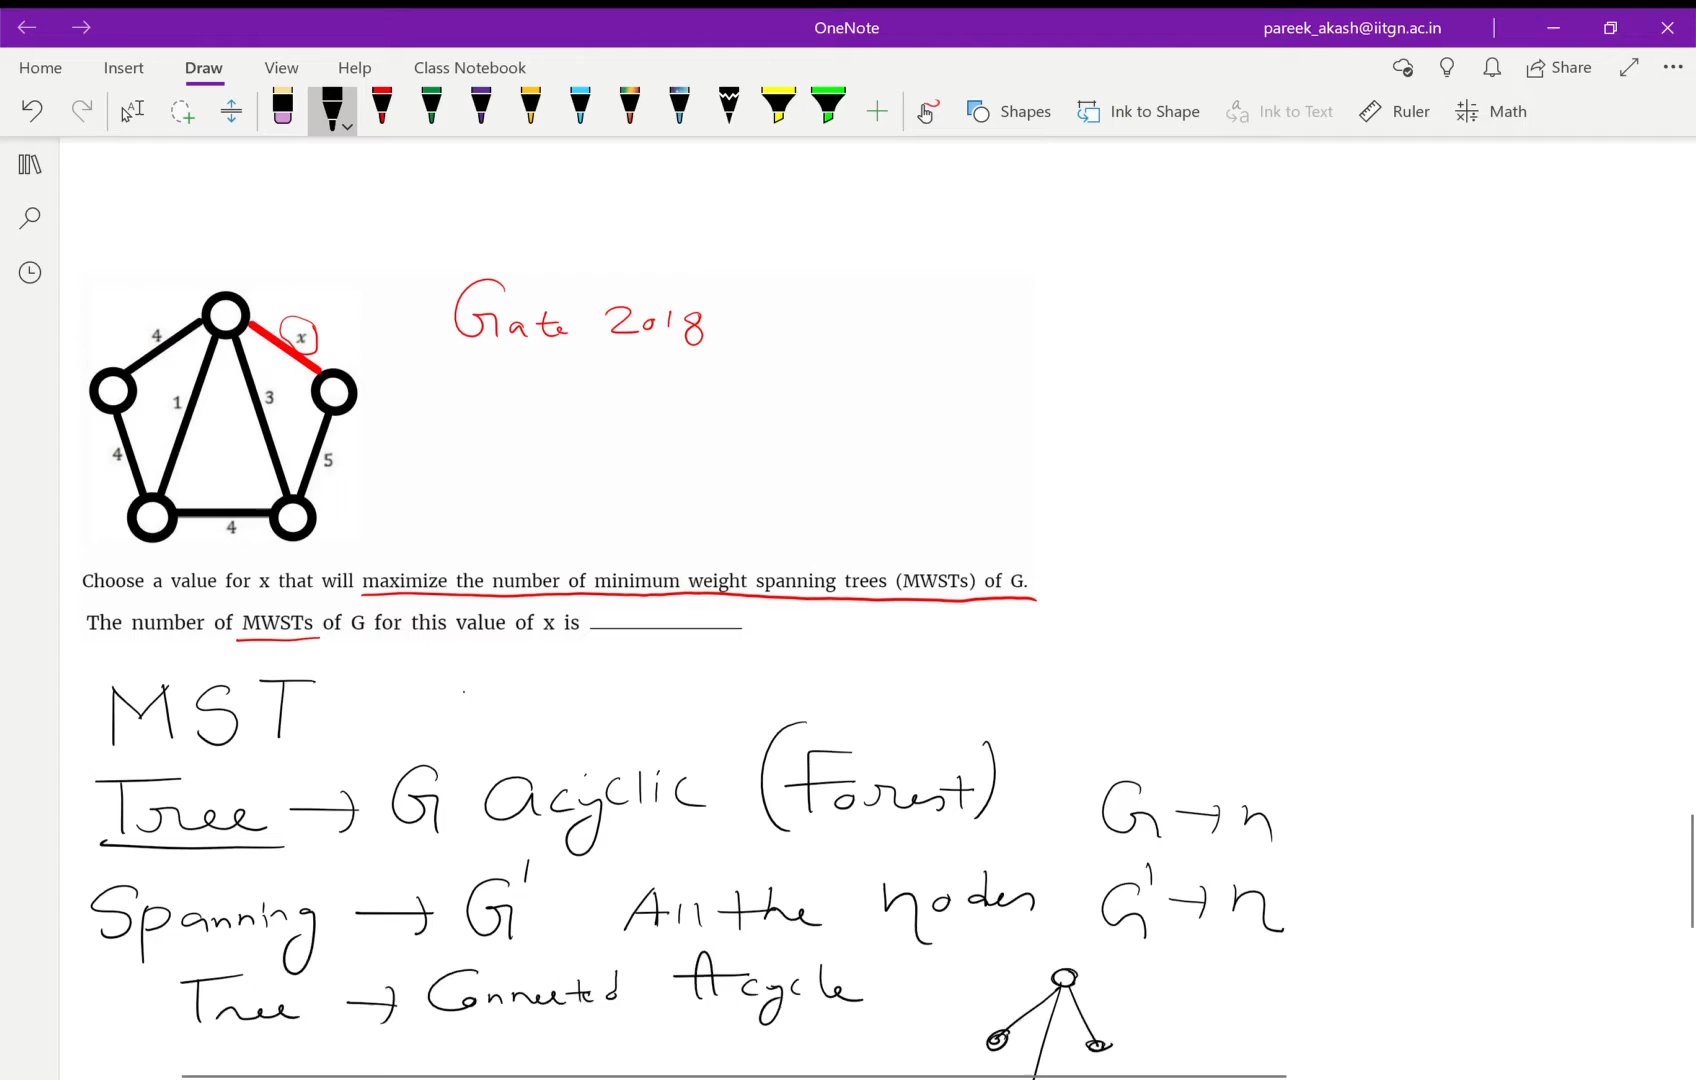 OneNote
pareek_akash@iitgn.ac.in
Home Insert Draw View Help Class Notebook
Share
Shapes Ink to Shape Ink to Text Ruler Math
Gate 2018
4 x
1 3
4 5
4
Choose a value for x that will maximize the number of minimum weight spanning trees (MWSTs) of G.
The number of MWSTs of G for this value of x is ________
MST
Tree → G Acyclic (Forest) G → n
Spanning → G' All the nodes G' → n
Tree → Connected Acycle